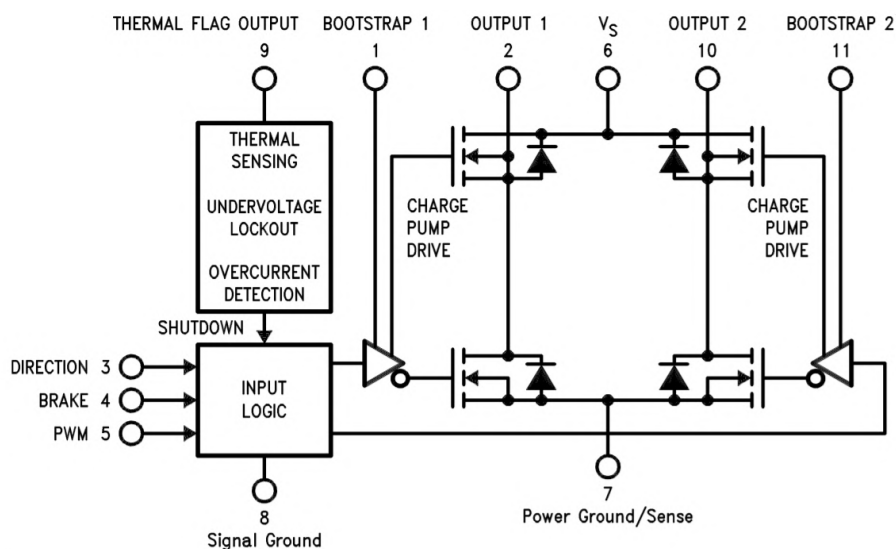 THERMAL FLAG OUTPUT
9
BOOTSTRAP 1
1
OUTPUT 1
2
VS
6
OUTPUT 2
10
BOOTSTRAP 2
11
THERMAL
SENSING
UNDERVOLTAGE
LOCKOUT
OVERCURRENT
DETECTION
CHARGE
PUMP
DRIVE
CHARGE
PUMP
DRIVE
SHUTDOWN
DIRECTION 3
BRAKE 4
PWM 5
INPUT
LOGIC
8
Signal Ground
7
Power Ground/Sense